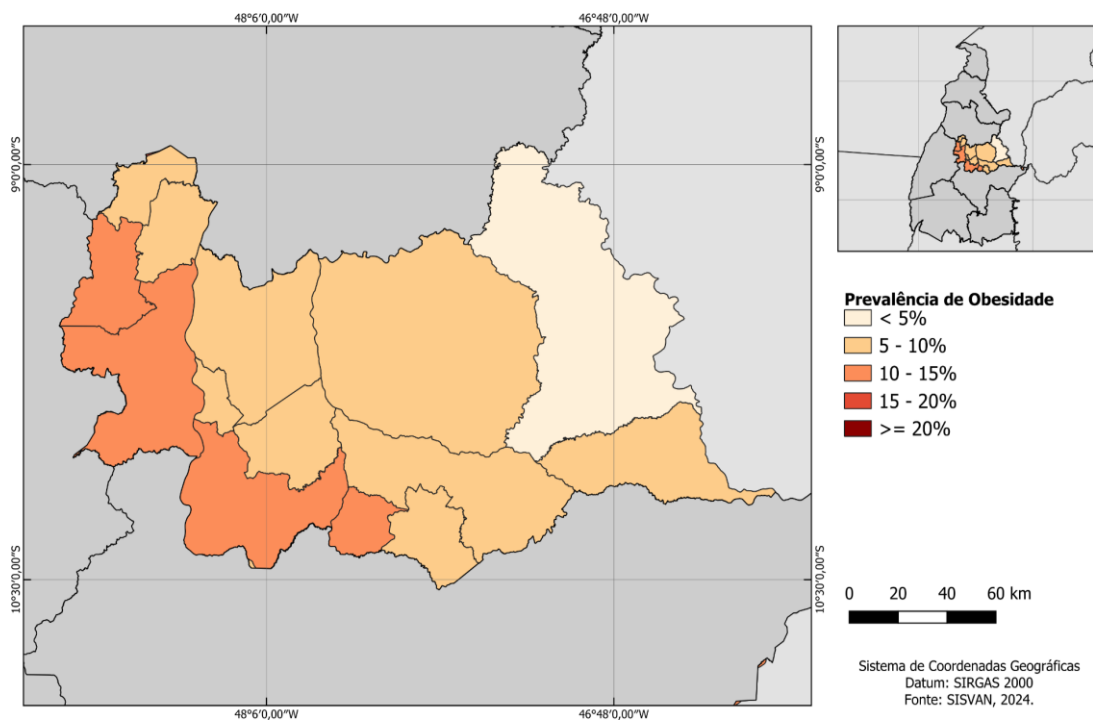 48°6′0,00″W
46°48′0,00″W
9°0′0,00″S
9°0′0,00″S
Prevalência de Obesidade
< 5%
5 - 10%
10 - 15%
15 - 20%
>= 20%
10°30′0,00″S
10°30′0,00″S
0 20 40 60 km
Sistema de Coordenadas Geográficas
Datum: SIRGAS 2000
Fonte: SISVAN, 2024.
48°6′0,00″W
46°48′0,00″W